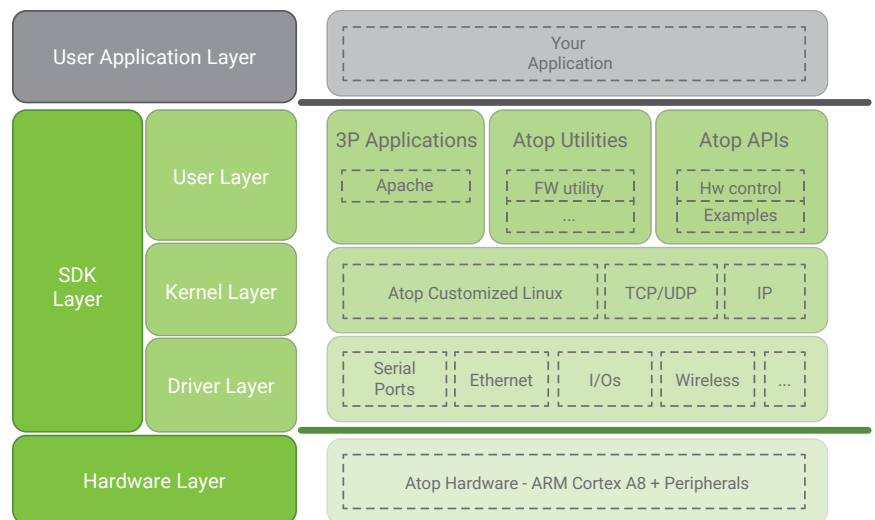 User Application Layer
Your
Application
SDK
Layer
User Layer
3P Applications
Apache
Atop Utilities
FW utility
...
Atop APIs
Hw control
Examples
Kernel Layer
Atop Customized Linux
TCP/UDP
IP
Driver Layer
Serial
Ports
Ethernet
I/Os
Wireless
...
Hardware Layer
Atop Hardware - ARM Cortex A8 + Peripherals